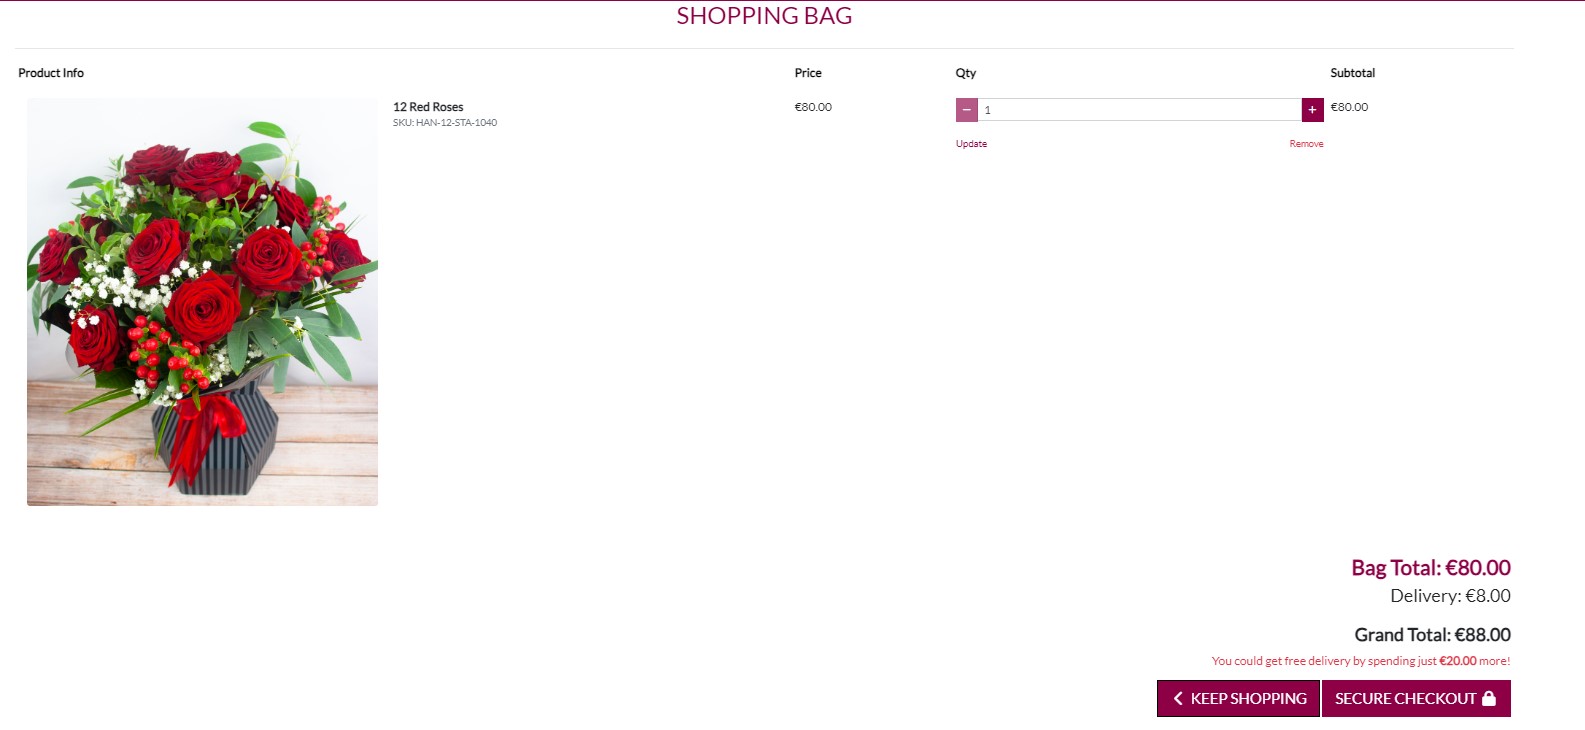 SHOPPING BAG
Product Info Price Qty Subtotal
12 Red Roses €80.00 1 €80.00
SKU: HAN-12-STA-1040
Update Remove
Bag Total: €80.00
Delivery: €8.00
Grand Total: €88.00
You could get free delivery by spending just €20.00 more!
KEEP SHOPPING SECURE CHECKOUT